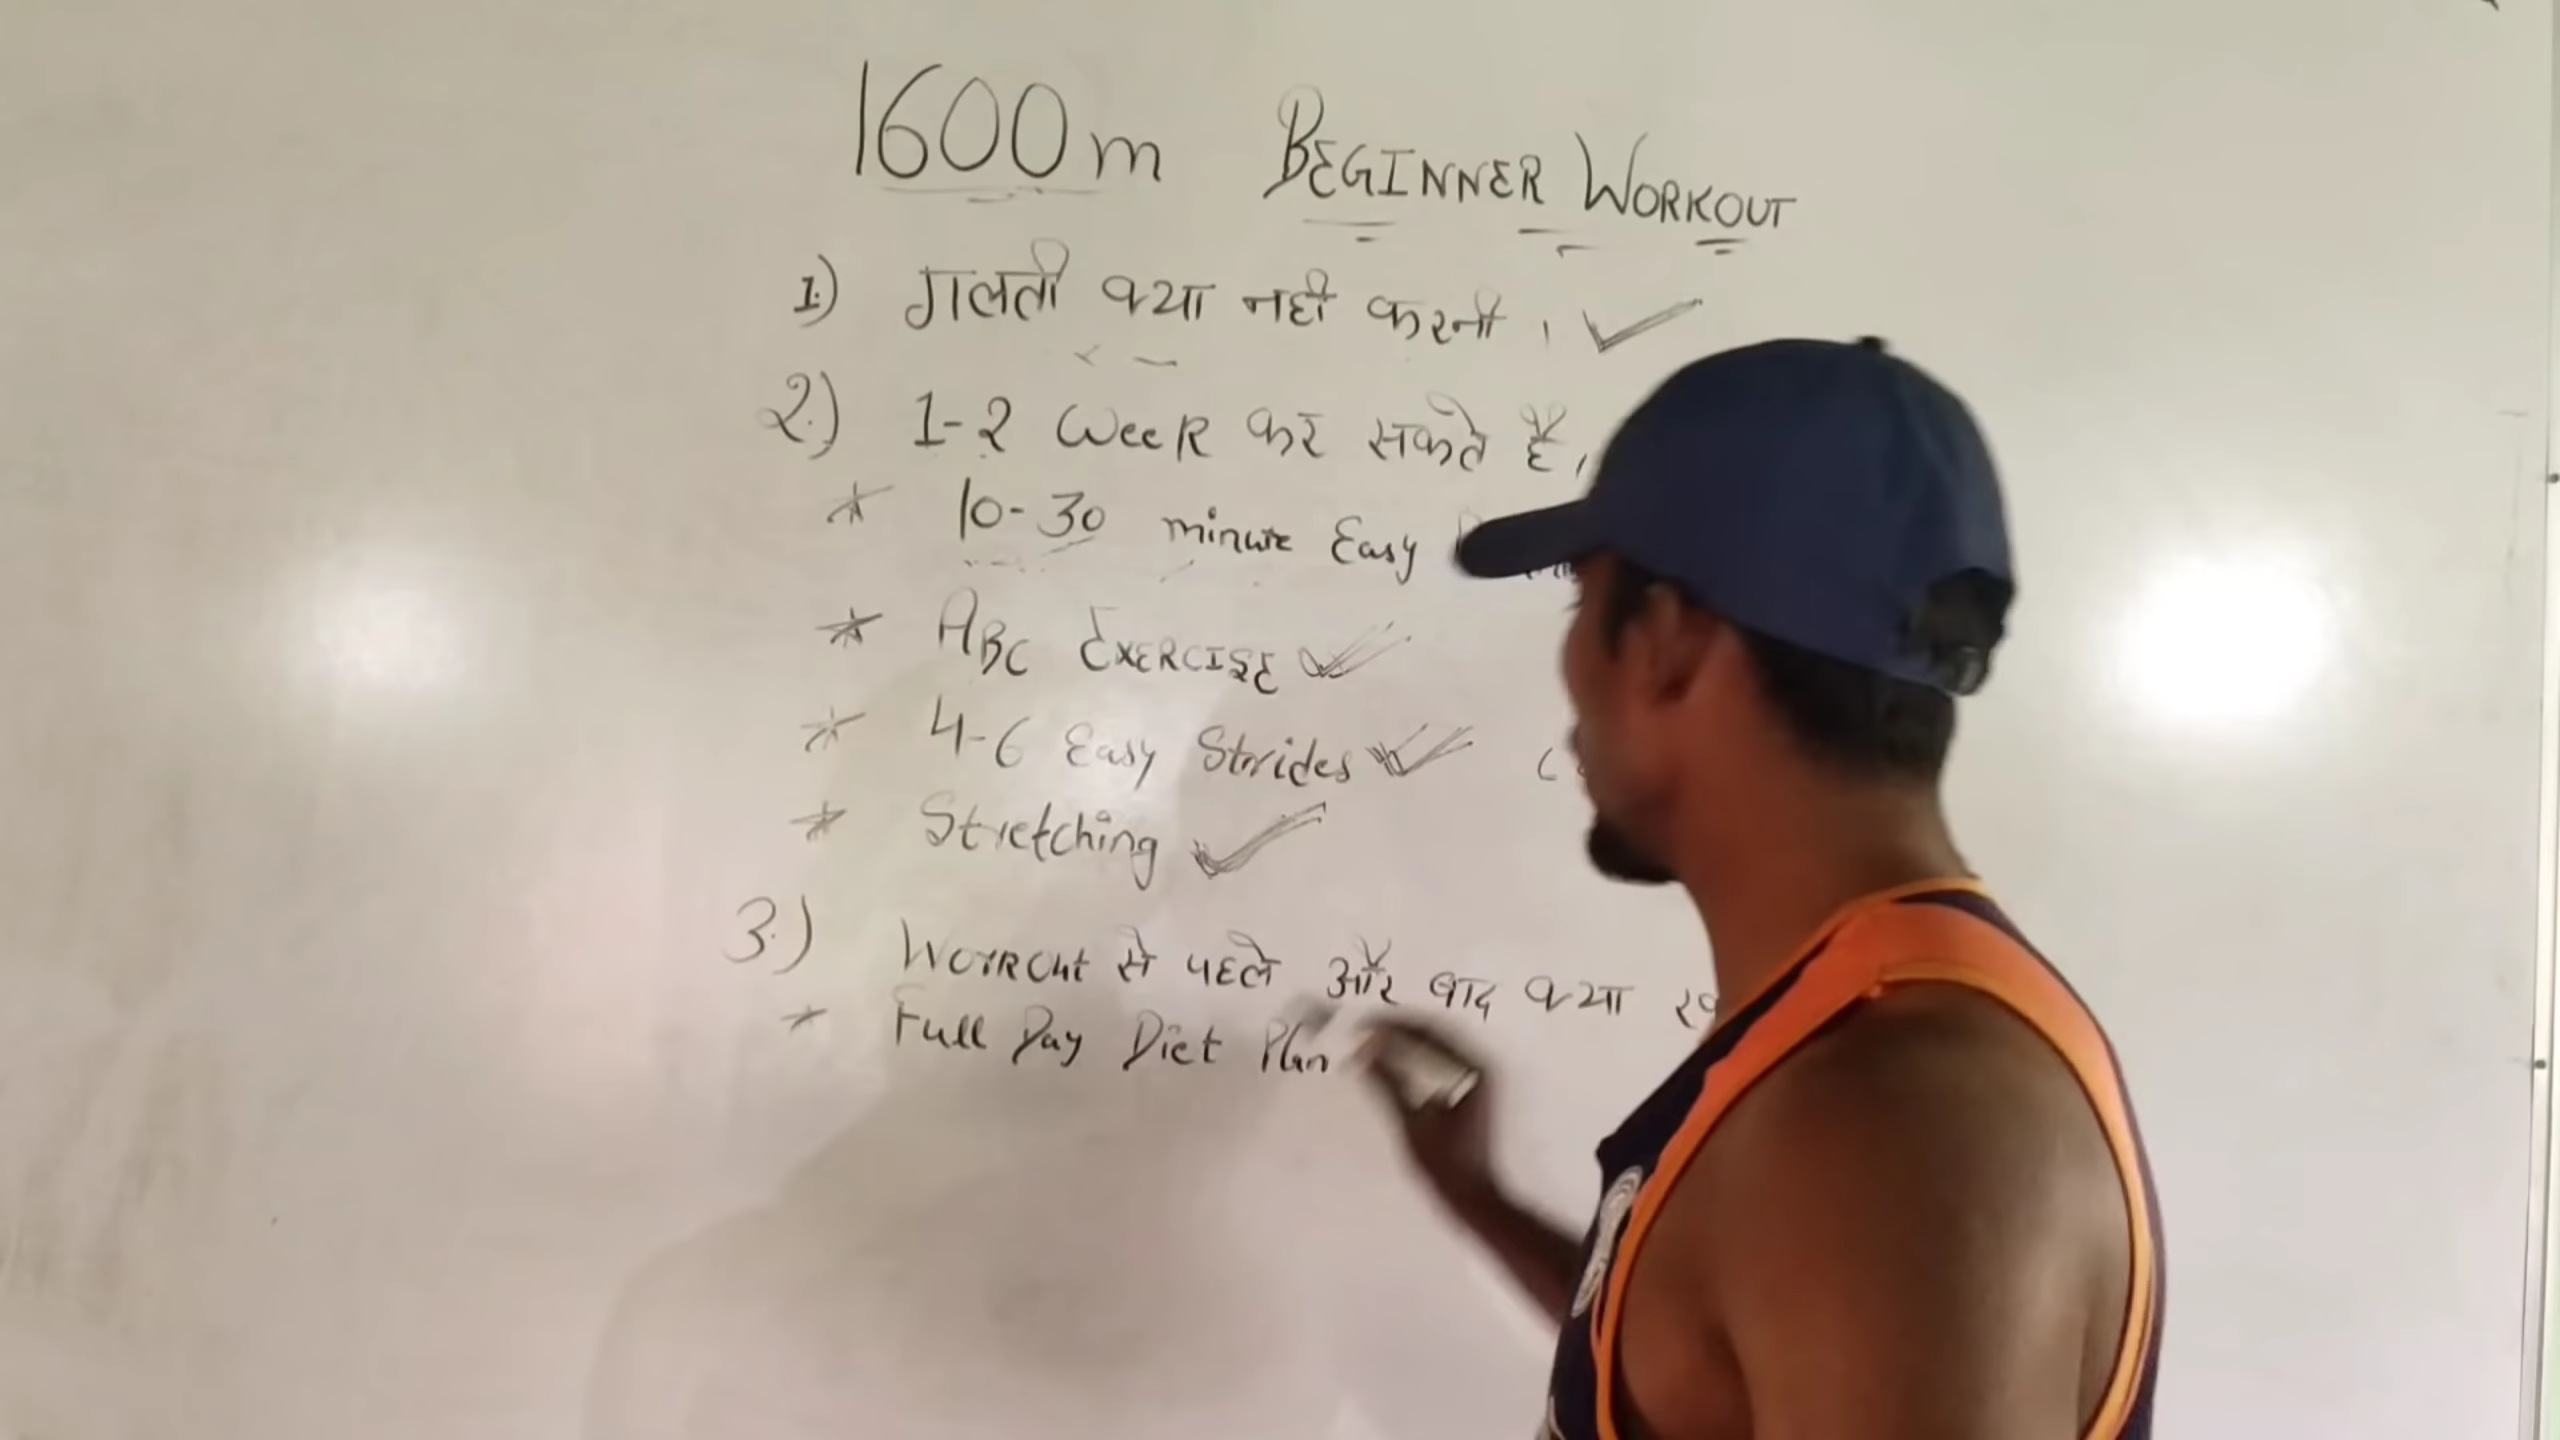 1600m BEGINNER WORKOUT
1.) गलती क्या नही करनी ।
2.) 1-2 Week कर सकते हैं।
* 10-30 minute Easy
* ABC EXERCISE
* 4-6 Easy Strides (
* Stretching
3.) Workout से पहले और बाद क्या
* Full Day Diet Plan